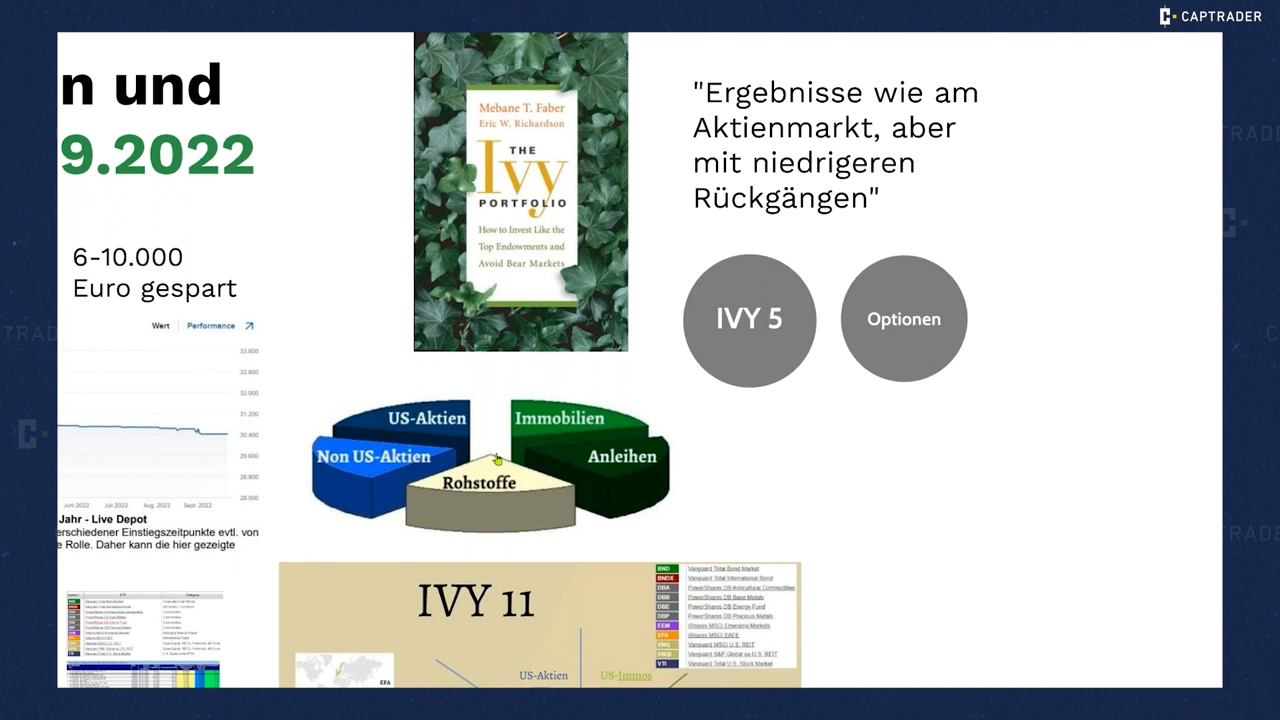 CAPTRADER
n und
9.2022
6-10.000
Euro gespart
Wert
Performance
33.600
32.800
32.000
31.200
30.400
29.600
28.800
28.000
Juni 2022
Juli 2022
Aug. 2022
Sept. 2022
Jahr - Live Depot
erschiedener Einstiegszeitpunkte evtl. von
e Rolle. Daher kann die hier gezeigte
Mebane T. Faber
Eric W. Richardson
THE
Ivy
PORTFOLIO
How to Invest Like the
Top Endowments and
Avoid Bear Markets
"Ergebnisse wie am
Aktienmarkt, aber
mit niedrigeren
Rückgängen"
IVY 5
Optionen
US-Aktien
Immobilien
Non US-Aktien
Anleihen
Rohstoffe
IVY 11
BND Vanguard Total Bond Market
BNDX Vanguard Total International Bond
DBA PowerShares DB Agricultural Commodities
DBB PowerShares DB Base Metals
DBE PowerShares DB Energy Fund
DBP PowerShares DB Precious Metals
EEM iShares MSCI Emerging Markets
EFA iShares MSCI EAFE
VNQ Vanguard MSCI U.S. REIT
VNQI Vanguard S&P Global ex-U.S. REIT
VTI Vanguard Total U.S. Stock Market
EFA
US-Aktien
US-Immos